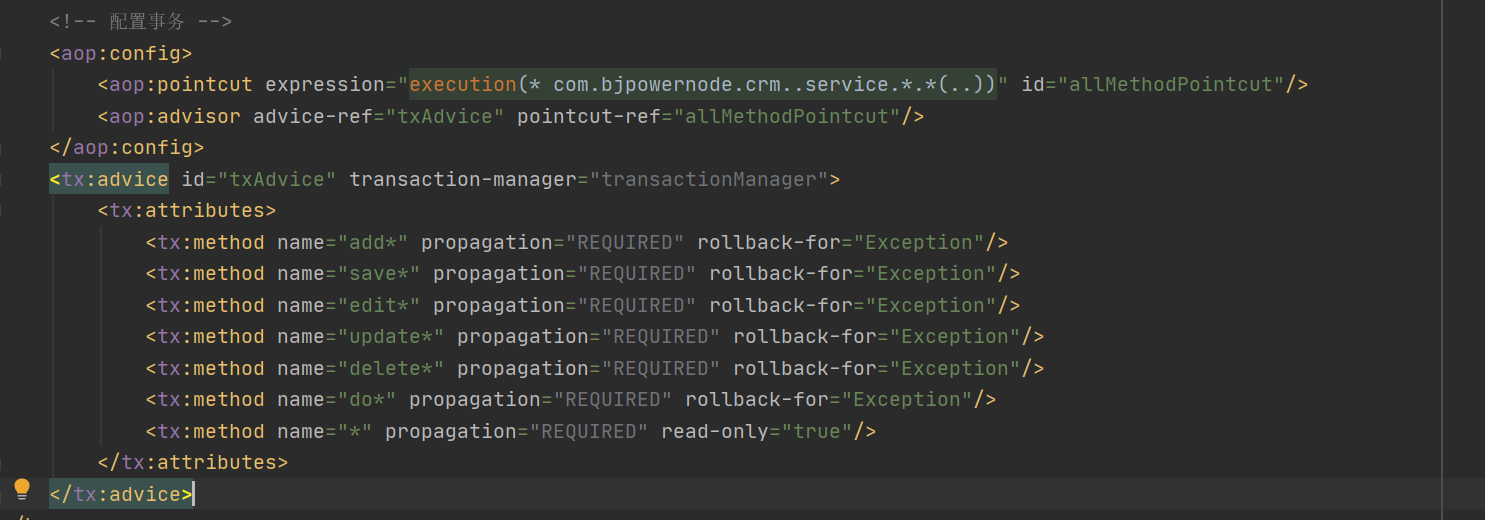 <!-- 配置事务 -->
<aop:config>
<aop:pointcut expression="execution(* com.bjpowernode.crm..service.*.*(..))" id="allMethodPointcut"/>
<aop:advisor advice-ref="txAdvice" pointcut-ref="allMethodPointcut"/>
</aop:config>
<tx:advice id="txAdvice" transaction-manager="transactionManager">
<tx:attributes>
<tx:method name="add*" propagation="REQUIRED" rollback-for="Exception"/>
<tx:method name="save*" propagation="REQUIRED" rollback-for="Exception"/>
<tx:method name="edit*" propagation="REQUIRED" rollback-for="Exception"/>
<tx:method name="update*" propagation="REQUIRED" rollback-for="Exception"/>
<tx:method name="delete*" propagation="REQUIRED" rollback-for="Exception"/>
<tx:method name="do*" propagation="REQUIRED" rollback-for="Exception"/>
<tx:method name="*" propagation="REQUIRED" read-only="true"/>
</tx:attributes>
</tx:advice>